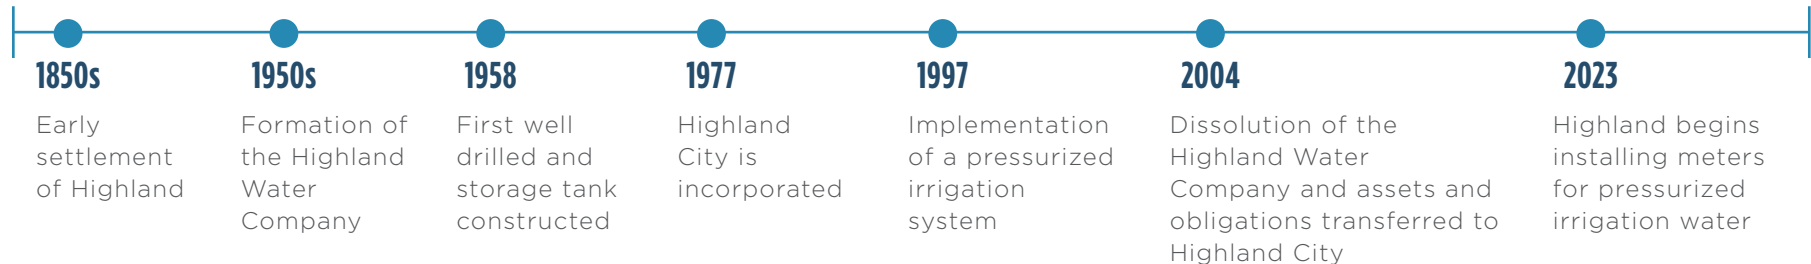 1850s
Early
settlement
of Highland
1950s
Formation of
the Highland
Water
Company
1958
First well
drilled and
storage tank
constructed
1977
Highland
City is
incorporated
1997
Implementation
of a pressurized
irrigation
system
2004
Dissolution of the
Highland Water
Company and assets and
obligations transferred to
Highland City
2023
Highland begins
installing meters
for pressurized
irrigation water